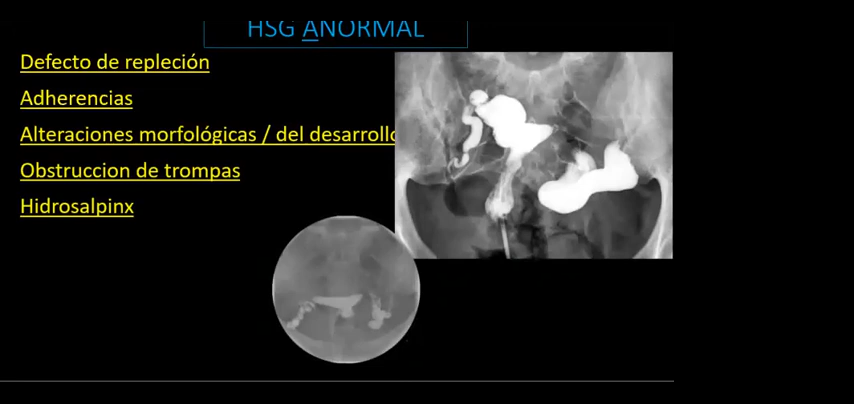 HSG ANORMAL
Defecto de repleción
Adherencias
Alteraciones morfológicas / del desarrollo
Obstruccion de trompas
Hidrosalpinx